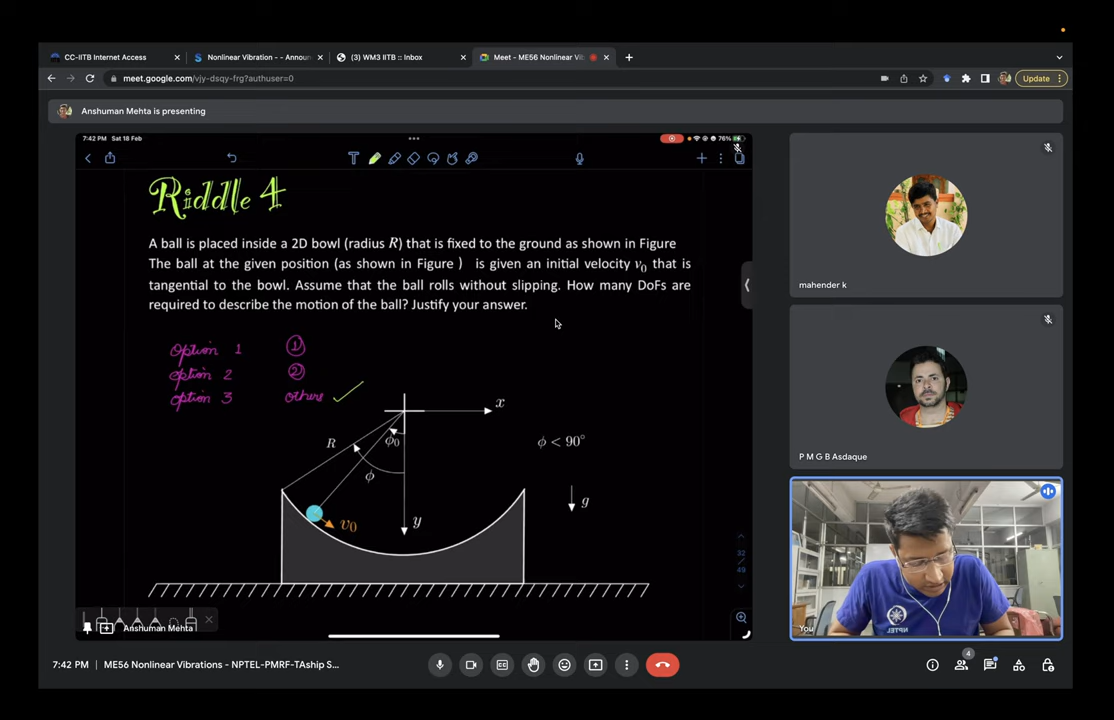 CC-IITB Internet Access
Nonlinear Vibration - - Announ
(3) WM3 IITB :: Inbox
Meet - ME56 Nonlinear Vib
meet.google.com/vjy-dsqy-frg?authuser=0
Update
Anshuman Mehta is presenting
7:42 PM Sat 18 Feb
76%
Riddle 4
A ball is placed inside a 2D bowl (radius R) that is fixed to the ground as shown in Figure
The ball at the given position (as shown in Figure ) is given an initial velocity v₀ that is
tangential to the bowl. Assume that the ball rolls without slipping. How many DoFs are
required to describe the motion of the ball? Justify your answer.
option 1 ①
option 2 ②
option 3 others ✓
x
R
ϕ₀
ϕ
ϕ < 90°
g
v₀
y
32
/
49
Anshuman Mehta
mahender k
P M G B Asdaque
You
NPTEL
7:42 PM | ME56 Nonlinear Vibrations - NPTEL-PMRF-TAship S...
4